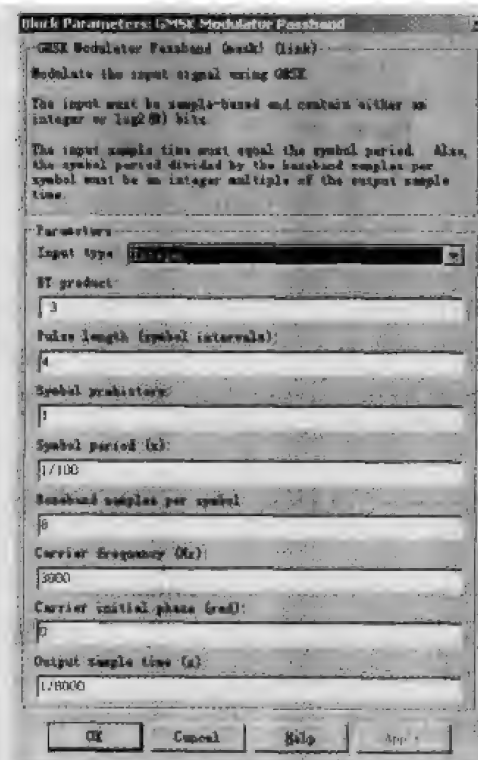 Block Parameters: GMSK Modulator Passband
GMSK Modulator Passband (mask) (link)
Modulate the input signal using GMSK
The input must be sample-based and contain either an
integer or log2(M) bits
The input sample time must equal the symbol period. Also,
the symbol period divided by the baseband samples per
symbol must be an integer multiple of the output sample
time.
Parameters
Input type
BT product:
3
Pulse length (symbol intervals):
4
Symbol prehistory:
1
Symbol period (s):
1/100
Baseband samples per symbol
8
Carrier frequency (Hz):
3000
Carrier initial phase (rad):
0
Output sample time (s)
1/8000
OK
Cancel
Help
Apply